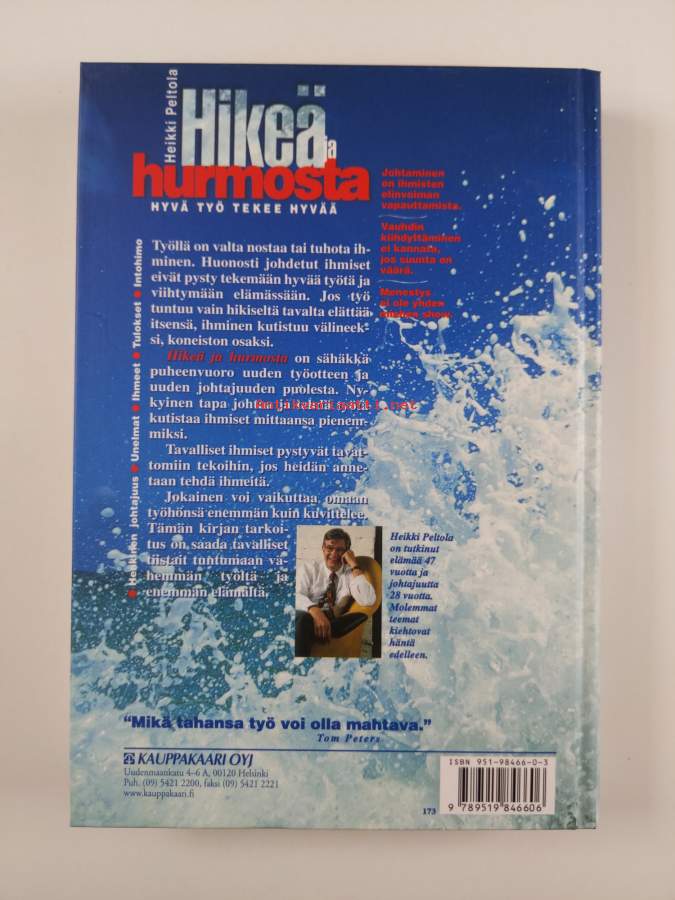 Heikki Peltola
Hikeä
ja
hurmosta
HYVÄ TYÖ TEKEE HYVÄÄ
Johtaminen
on ihmisten
elinvoiman
vapauttamista.
Vauhdin
kiihdyttäminen
ei kannata,
jos suunta on
väärä.
Menestys
ei ole yhden
miehen show.
Henkinen johtajuus • Unelmat • Ihmeet • Tulokset • Intohimo
Työllä on valta nostaa tai tuhota ih-
minen. Huonosti johdetut ihmiset
eivät pysty tekemään hyvää työtä ja
viihtymään elämässään. Jos työ
tuntuu vain hikiseltä tavalta elättää
itsensä, ihminen kutistuu välineek-
si, koneiston osaksi.
Hikeä ja hurmosta on sähäkkä
puheenvuoro uuden työotteen ja
uuden johtajuuden puolesta. Ny-
kyinen tapa johtaa ja tehdä työtä
kutistaa ihmiset mittaansa pienem-
miksi.
Tavalliset ihmiset pystyvät tavat-
tomiin tekoihin, jos heidän anne-
taan tehdä ihmeitä.
Jokainen voi vaikuttaa omaan
työhönsä enemmän kuin kuvittelee.
Tämän kirjan tarkoi-
tus on saada tavalliset
tiistait tuntumaan vä-
hemmän työltä ja
enemmän elämältä.
Heikki Peltola
on tutkinut
elämää 47
vuotta ja
johtajuutta
28 vuotta.
Molemmat
teemat
kiehtovat
häntä
edelleen.
"Mikä tahansa työ voi olla mahtava."
Tom Peters
KAUPPAKAARI OYJ
Uudenmaankatu 4–6 A, 00120 Helsinki
Puh. (09) 5421 2200, faksi (09) 5421 2221
www.kauppakaari.fi
173
ISBN 951-98466-0-3
9 789519 846606